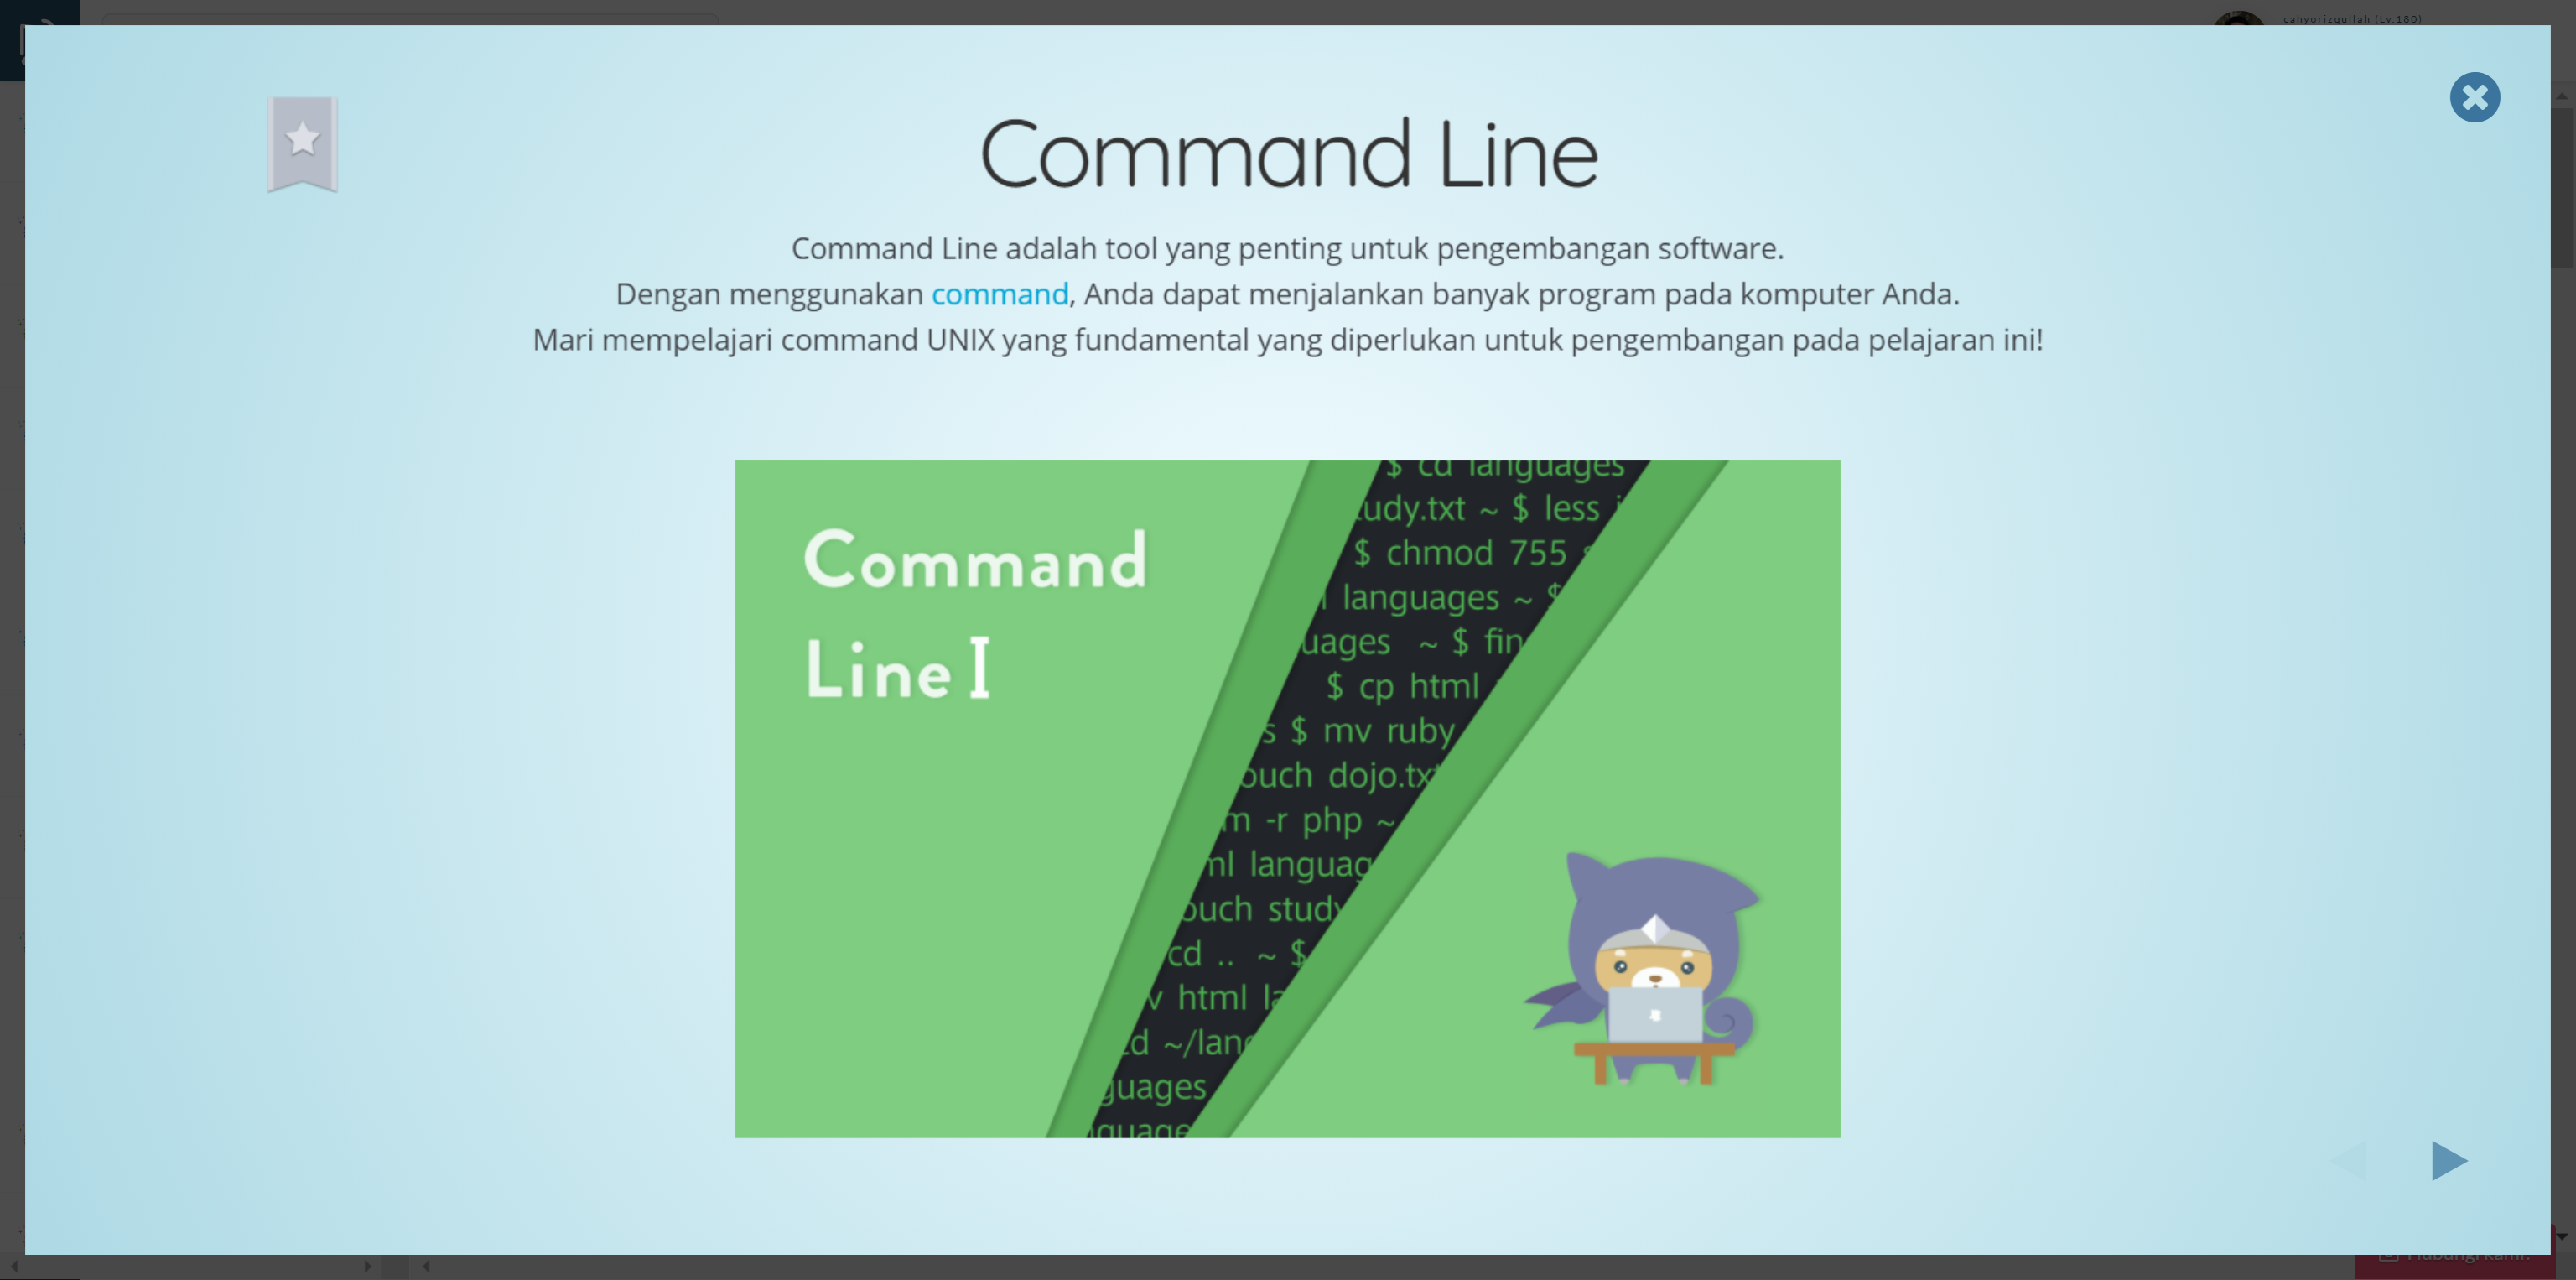 cahyorizqullah (Lv.180)
Command Line
Command Line adalah tool yang penting untuk pengembangan software.
Dengan menggunakan command, Anda dapat menjalankan banyak program pada komputer Anda.
Mari mempelajari command UNIX yang fundamental yang diperlukan untuk pengembangan pada pelajaran ini!
Command
Line I
$ cd languages
udy.txt ~ $ less
$ chmod 755
languages ~ $
uages ~ $ fin
$ cp html
s $ mv ruby
ouch dojo.tx
m -r php ~
ml languag
ouch study
cd .. ~ $
v html la
cd ~/lang
guages
nguage
Hubungi kami!